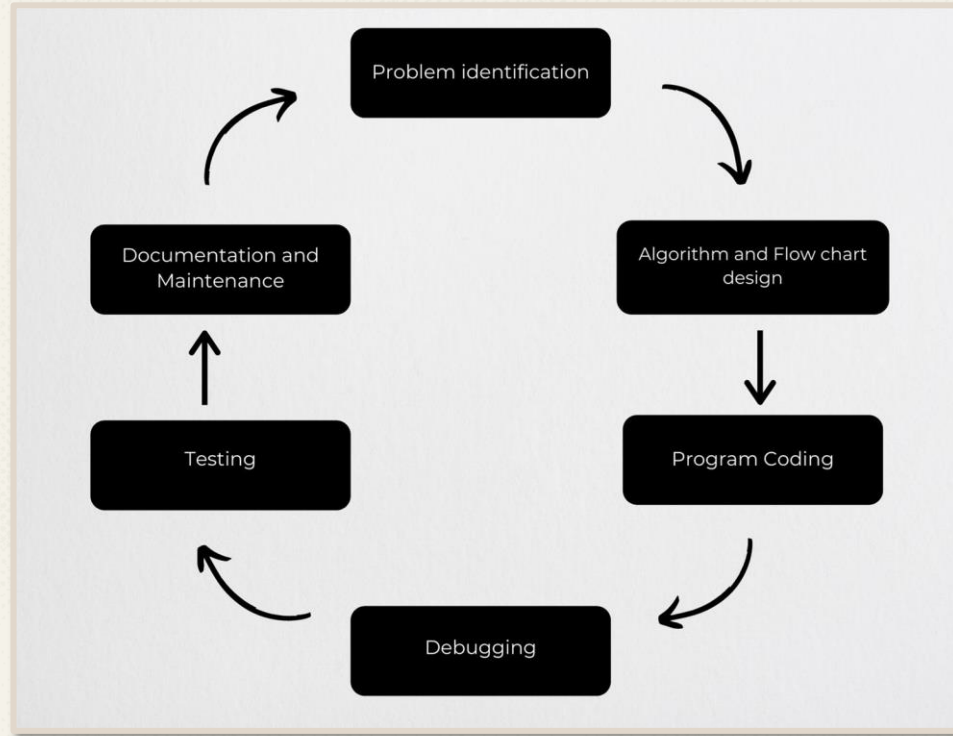 Problem identification
Algorithm and Flow chart
design
Program Coding
Debugging
Testing
Documentation and
Maintenance